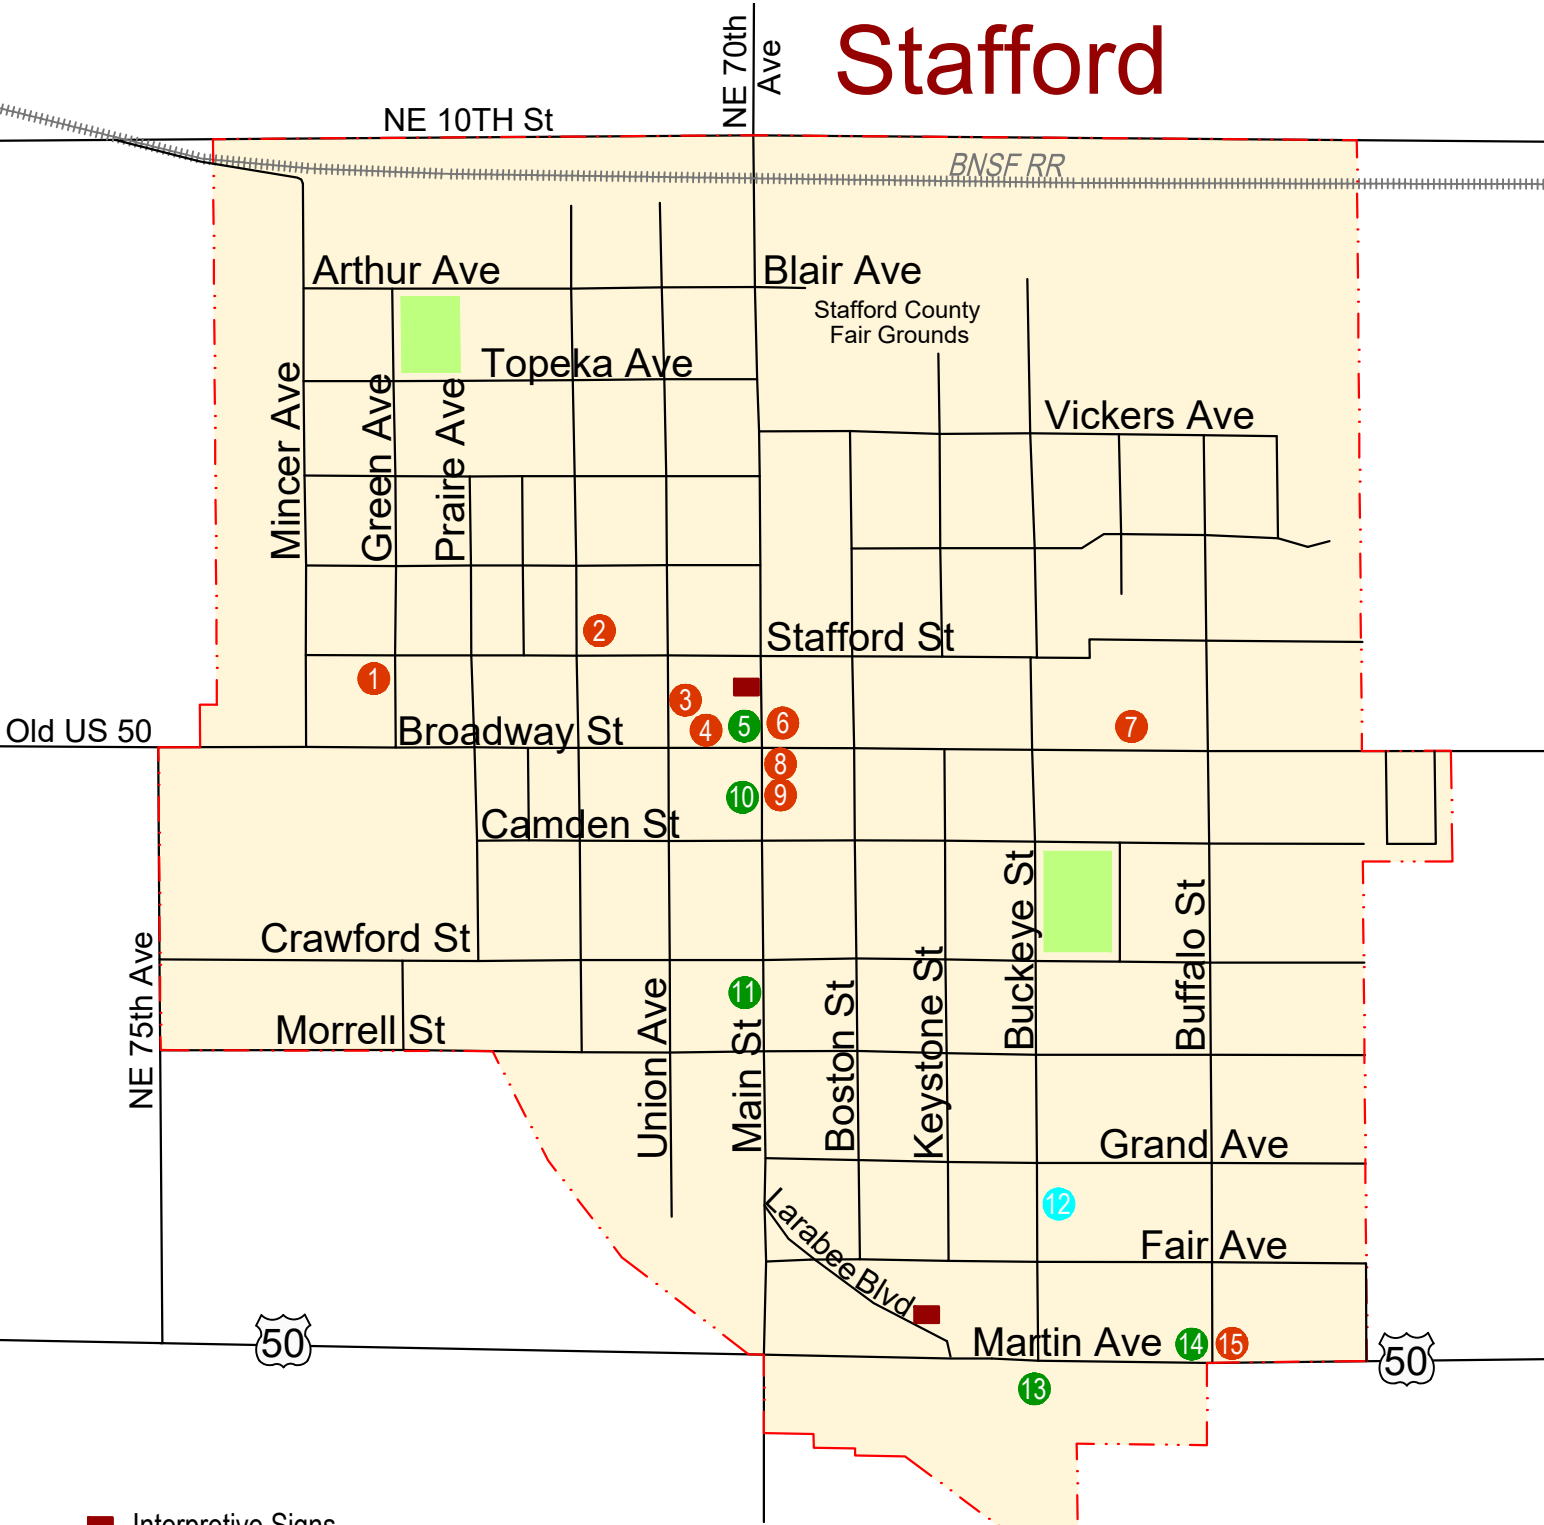 Stafford
NE 70th
Ave
NE 10TH St
BNSF RR
Arthur Ave
Blair Ave
Stafford County
Fair Grounds
Topeka Ave
Vickers Ave
Mincer Ave
Green Ave
Praire Ave
2
Stafford St
1
3
4
5
6
7
Old US 50
Broadway St
8
10
9
Camden St
Crawford St
NE 75th Ave
11
Morrell St
Union Ave
Main St
Boston St
Keystone St
Buckeye St
Buffalo St
Grand Ave
12
Larabee Blvd
Fair Ave
50
Martin Ave
14
15
50
13
Interpretive Signs